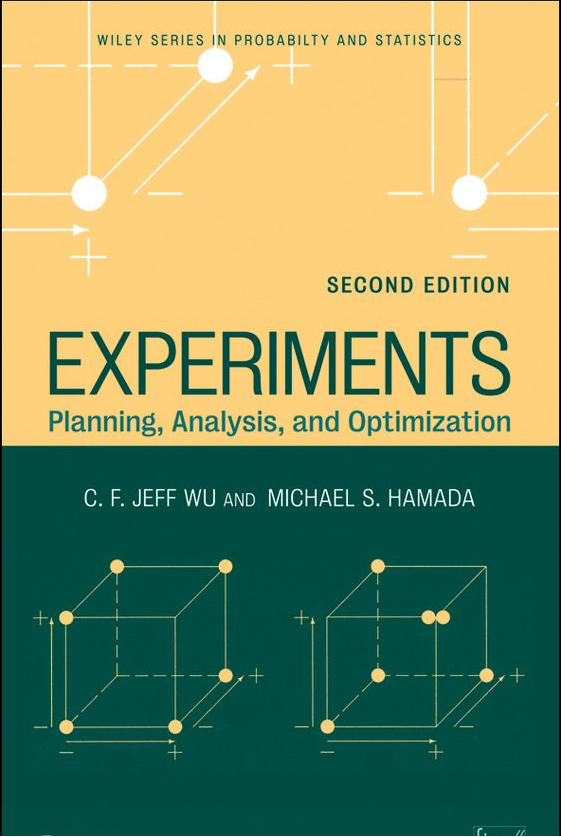 WILEY SERIES IN PROBABILTY AND STATISTICS
SECOND EDITION
EXPERIMENTS
Planning, Analysis, and Optimization
C. F. JEFF WU AND MICHAEL S. HAMADA